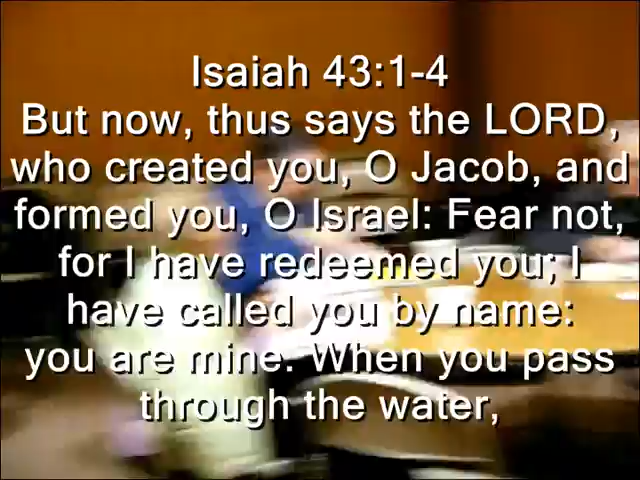 Isaiah 43:1-4
But now, thus says the LORD,
who created you, O Jacob, and
formed you, O Israel: Fear not,
for I have redeemed you; I
have called you by name:
you are mine. When you pass
through the water,